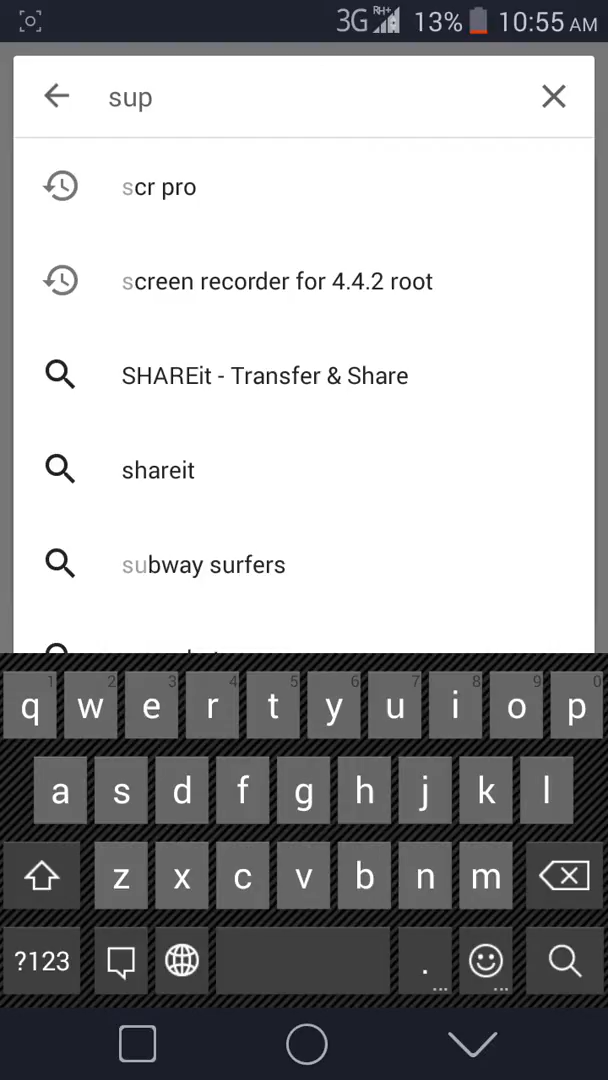 3G RH+ 13% 10:55 AM
sup
scr pro
screen recorder for 4.4.2 root
SHAREit - Transfer & Share
shareit
subway surfers
1 2 3 4 5 6 7 8 9 0
q w e r t y u i o p
a s d f g h j k l
z x c v b n m
?123 . ... ...